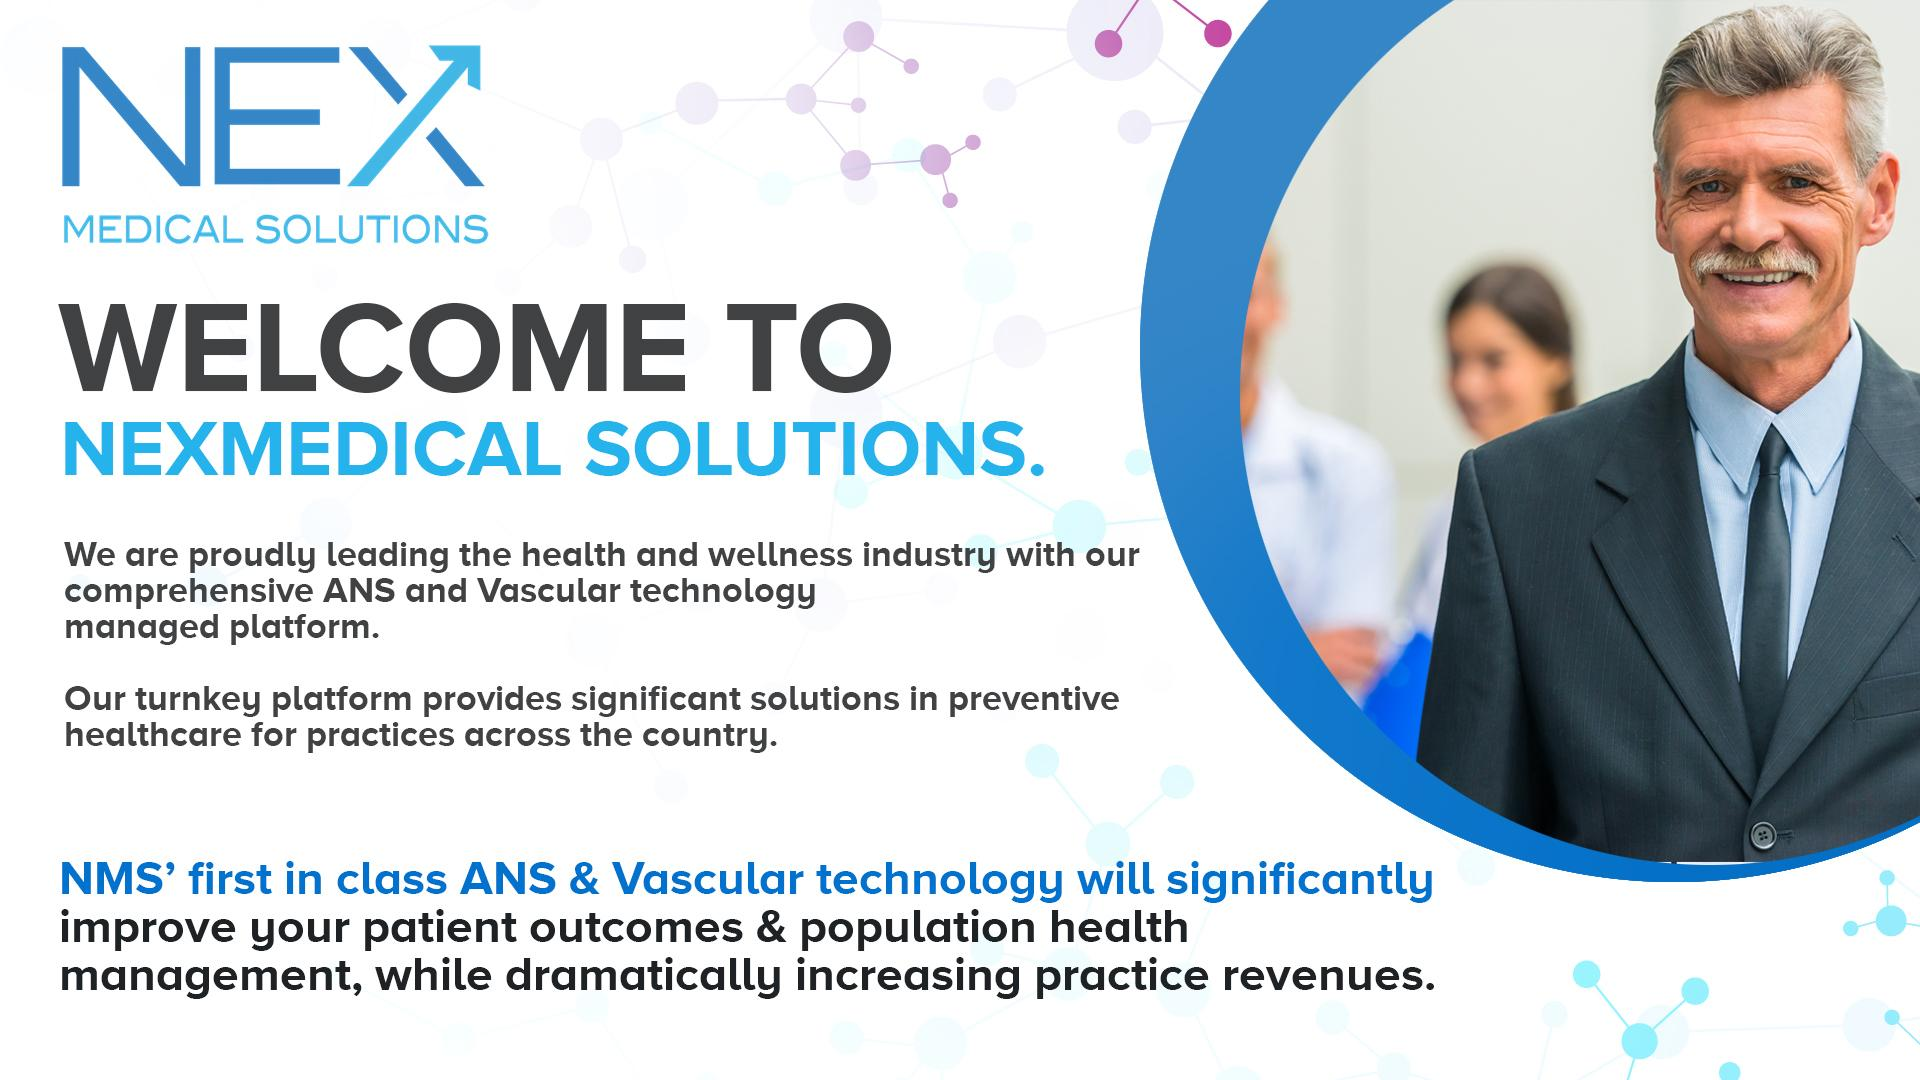 NEX
MEDICAL SOLUTIONS
WELCOME TO
NEXMEDICAL SOLUTIONS.
We are proudly leading the health and wellness industry with our
comprehensive ANS and Vascular technology
managed platform.
Our turnkey platform provides significant solutions in preventive
healthcare for practices across the country.
NMS’ first in class ANS & Vascular technology will significantly
improve your patient outcomes & population health
management, while dramatically increasing practice revenues.